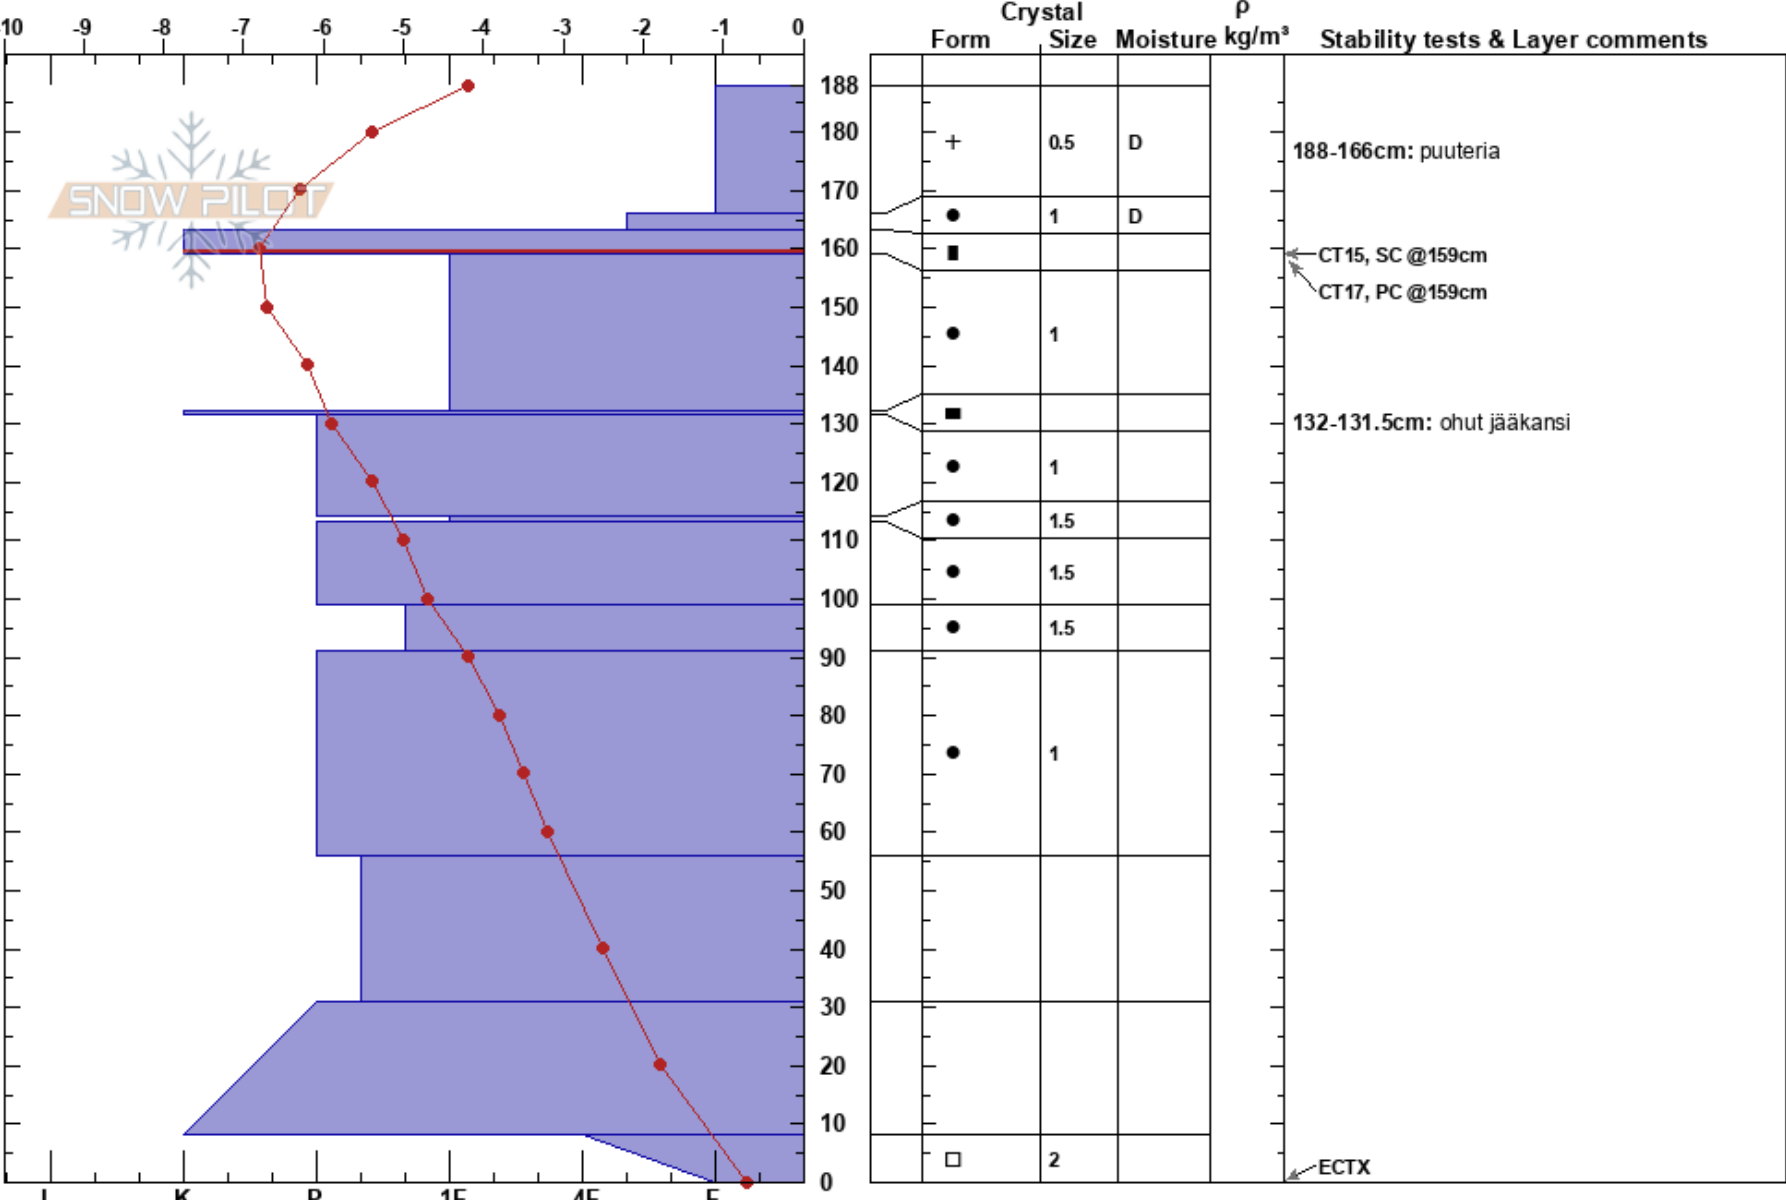 Crystal ρ
-10 -9 -8 -7 -6 -5 -4 -3 -2 -1 0
Form Size Moisture kg/m³ Stability tests & Layer comments
188
180 + 0.5 D 188-166cm: puuteria
SNOW PILOT
170
1 D
160 CT15, SC @159cm
CT17, PC @159cm
150
1
140
130 132-131.5cm: ohut jääkansi
1
120
1.5
110
1.5
100
1.5
90
80
1
70
60
50
40
30
20
10
2
ECTX
0
I K P 1F 4F F